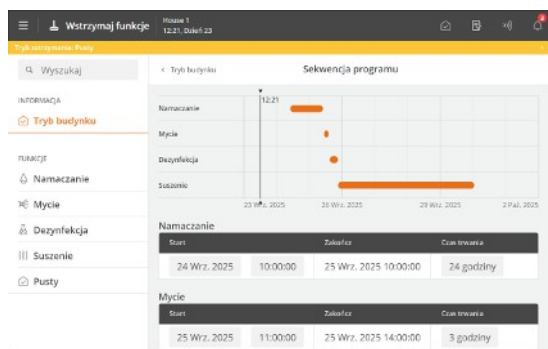 Wstrzymaj funkcje
House 1
12:21, Dzień 23
Tryb wstrzymania: Pusty
Wyszukaj
INFORMACJA
Tryb budynku
FUNKCJE
Namaczanie
Mycie
Dezynfekcja
Suszenie
Pusty
< Tryb budynku
Sekwencja programu
12:21
Namaczanie
Mycie
Dezynfekcja
Suszenie
23 Wrz. 2025
26 Wrz. 2025
29 Wrz. 2025
2 Paź. 2025
Namaczanie
Start Zakończ Czas trwania
24 Wrz. 2025 10:00:00 25 Wrz. 2025 10:00:00 24 godziny
Mycie
Start Zakończ Czas trwania
25 Wrz. 2025 11:00:00 25 Wrz. 2025 14:00:00 3 godziny